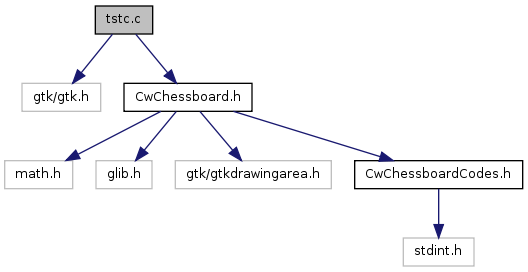 tstc.c
gtk/gtk.h
CwChessboard.h
math.h
glib.h
gtk/gtkdrawingarea.h
CwChessboardCodes.h
stdint.h